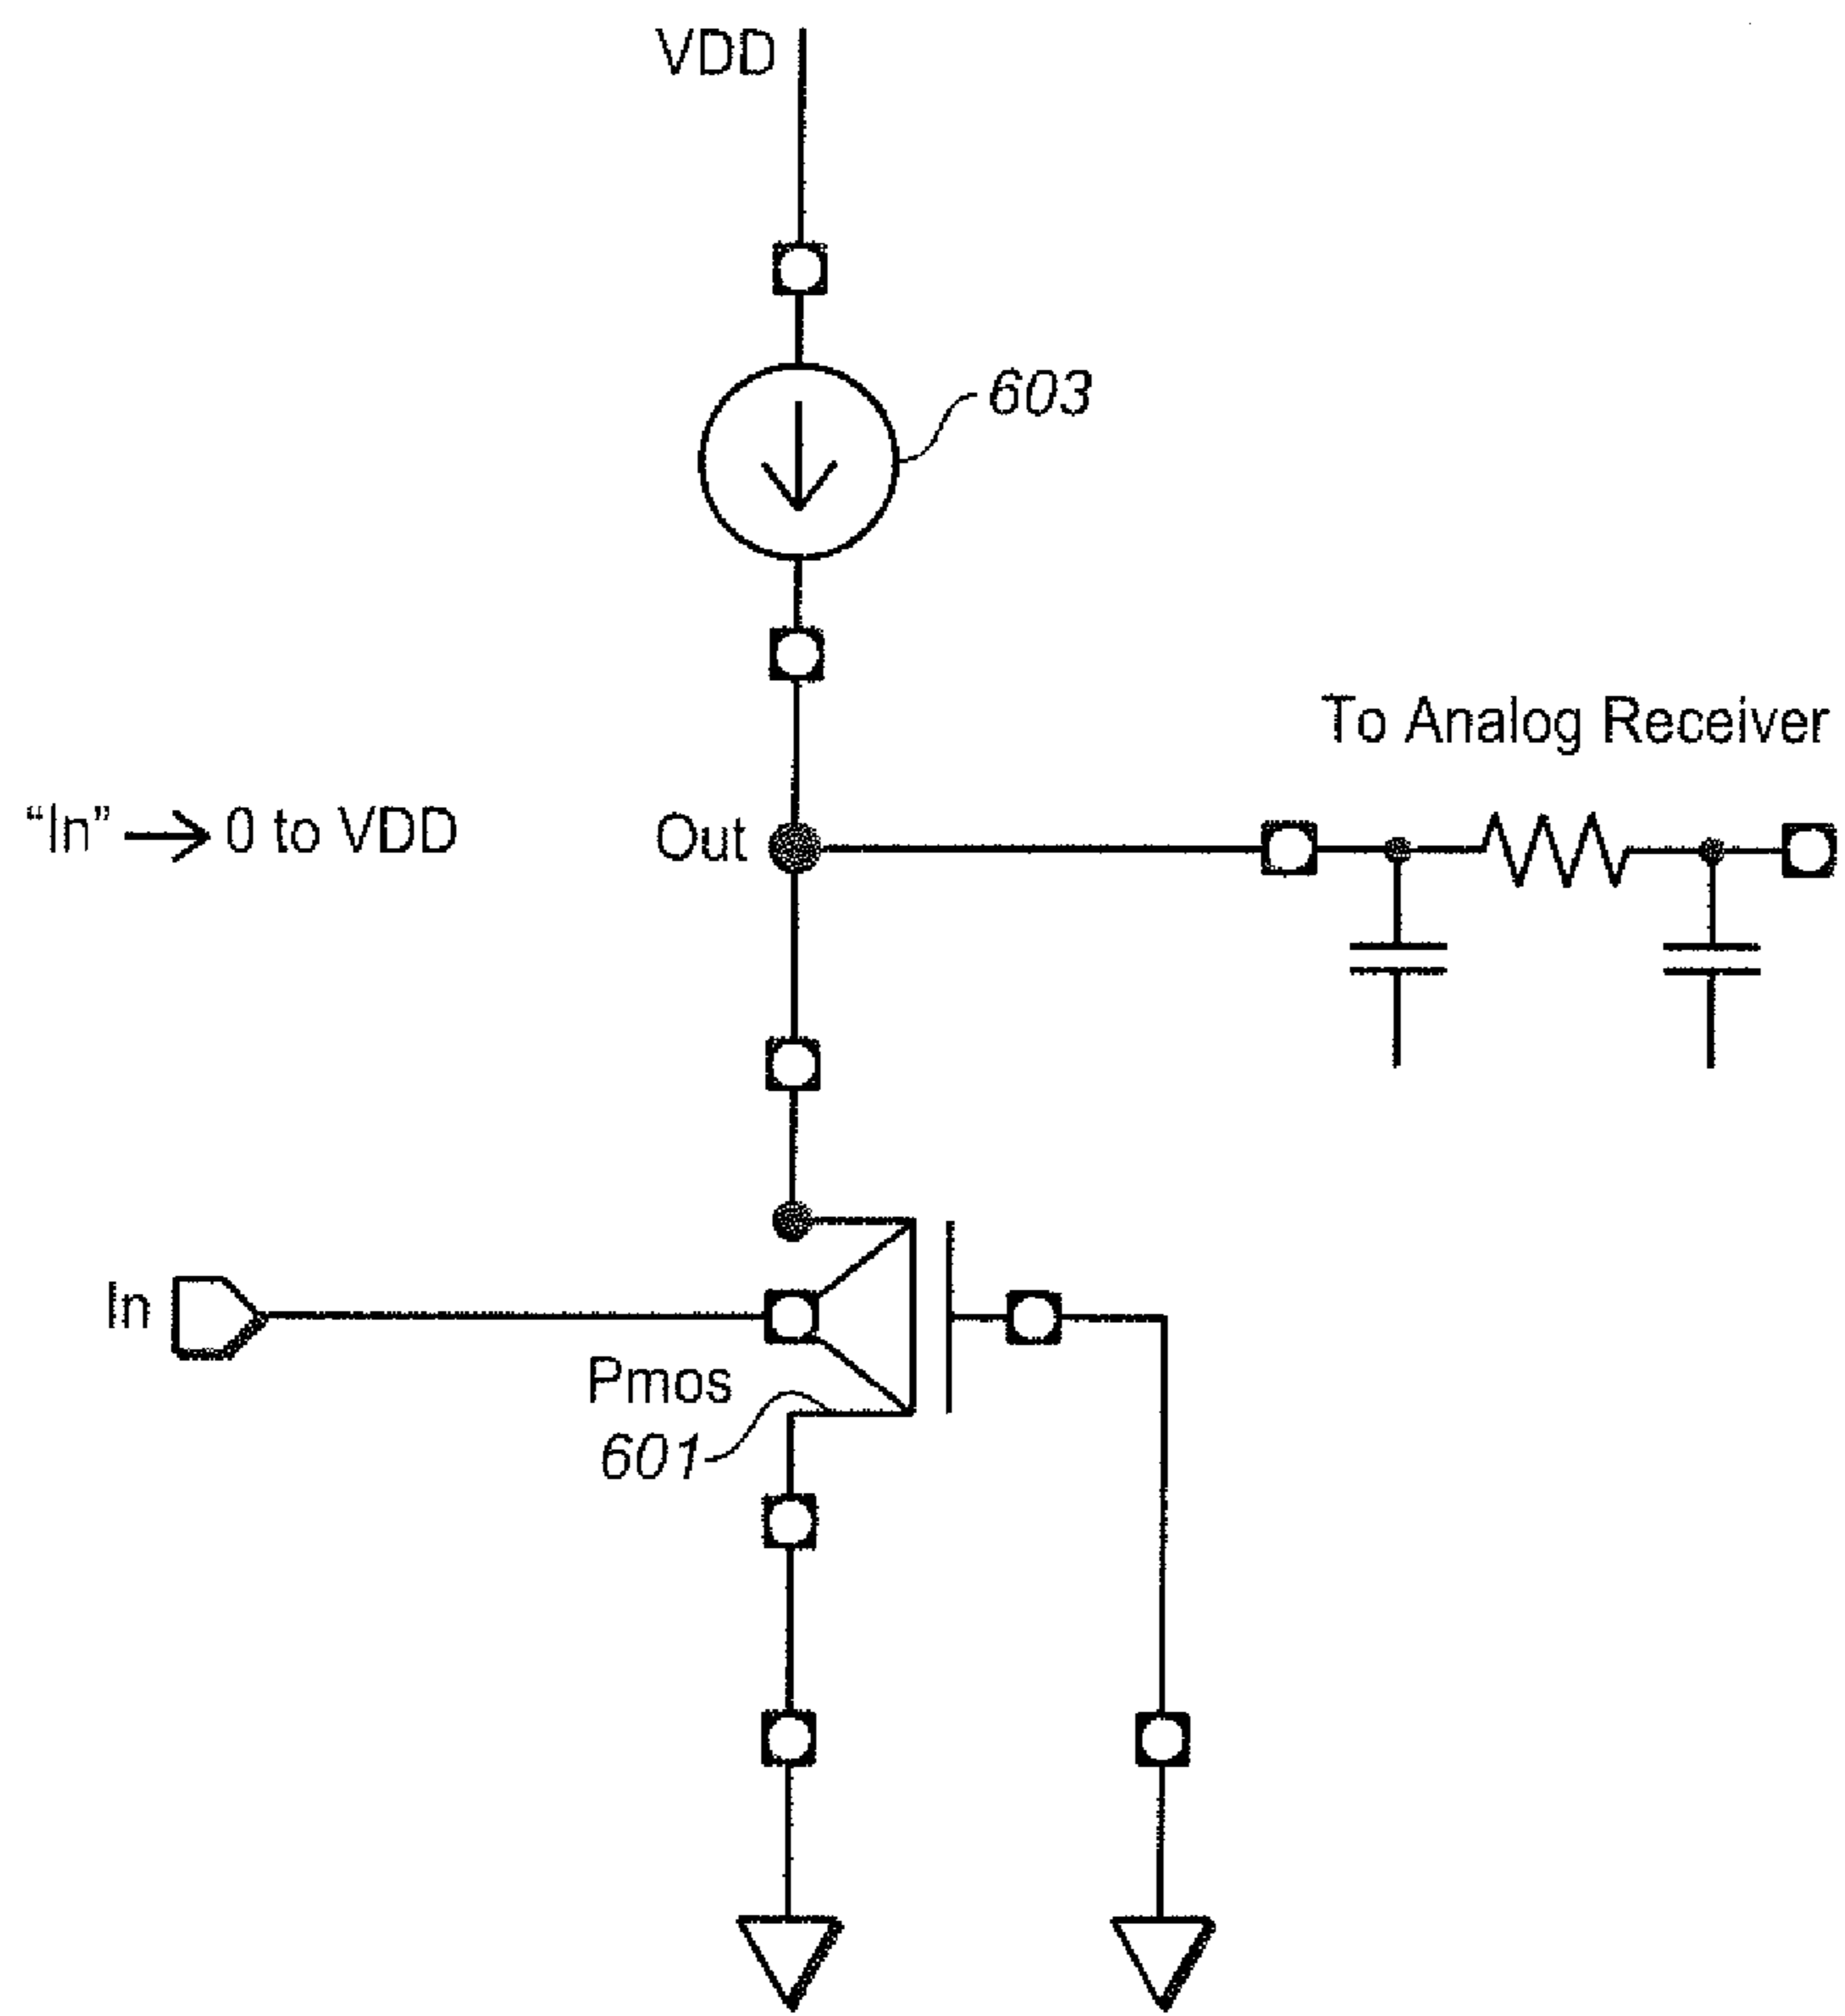 VDD
603
To Analog Receiver
“In” → 0 to VDD
Out
In
Pmos
601